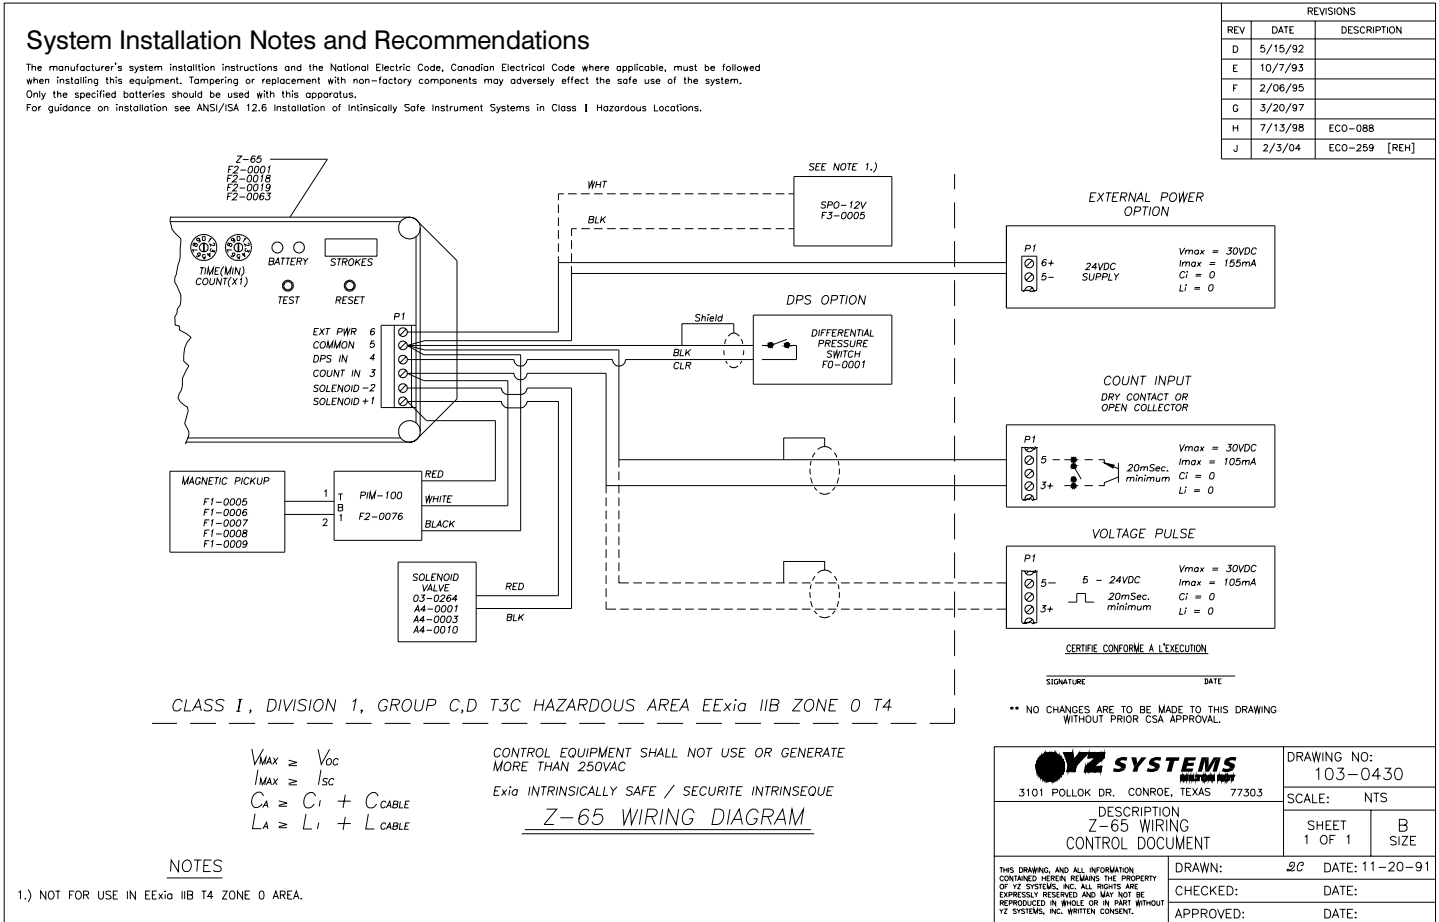 System Installation Notes and Recommendations
The manufacturer's system installtion instructions and the National Electric Code, Canadian Electrical Code where applicable, must be followed
when installing this equipment. Tampering or replacement with non-factory components may adversely effect the safe use of the system.
Only the specified batteries should be used with this apparatus.
For guidance on installation see ANSI/ISA 12.6 Installation of Intinsically Safe Instrument Systems in Class I Hazardous Locations.
REVISIONS
REV DATE DESCRIPTION
D 5/15/92
E 10/7/93
F 2/06/95
G 3/20/97
H 7/13/98 ECO-088
J 2/3/04 ECO-259 [REH]
Z-65
F2-0001
F2-0018
F2-0019
F2-0063
TIME(MIN)
COUNT(X1)
BATTERY
STROKES
TEST
RESET
P1
EXT PWR 6
COMMON 5
DPS IN 4
COUNT IN 3
SOLENOID -2
SOLENOID +1
WHT
BLK
SEE NOTE 1.)
SPO-12V
F3-0005
EXTERNAL POWER
OPTION
P1
6+
5-
24VDC
SUPPLY
Vmax = 30VDC
Imax = 155mA
Ci = 0
Li = 0
DPS OPTION
Shield
BLK
CLR
DIFFERENTIAL
PRESSURE
SWITCH
F0-0001
COUNT INPUT
DRY CONTACT OR
OPEN COLLECTOR
P1
5
3+
20mSec.
minimum
Vmax = 30VDC
Imax = 105mA
Ci = 0
Li = 0
MAGNETIC PICKUP
F1-0005
F1-0006
F1-0007
F1-0008
F1-0009
1
2
T
B
1
PIM-100
F2-0076
RED
WHITE
BLACK
VOLTAGE PULSE
P1
5-
3+
5 - 24VDC
20mSec.
minimum
Vmax = 30VDC
Imax = 105mA
Ci = 0
Li = 0
SOLENOID
VALVE
03-0264
A4-0001
A4-0003
A4-0010
RED
BLK
CERTIFIE CONFORME A L'EXECUTION
SIGNATURE DATE
CLASS I, DIVISION 1, GROUP C,D T3C HAZARDOUS AREA EExia IIB ZONE 0 T4
** NO CHANGES ARE TO BE MADE TO THIS DRAWING
WITHOUT PRIOR CSA APPROVAL.
VMAX ≥ VOC
IMAX ≥ ISC
CA ≥ CI + C CABLE
LA ≥ LI + L CABLE
CONTROL EQUIPMENT SHALL NOT USE OR GENERATE
MORE THAN 250VAC
Exia INTRINSICALLY SAFE / SECURITE INTRINSEQUE
Z-65 WIRING DIAGRAM
NOTES
1.) NOT FOR USE IN EExia IIB T4 ZONE 0 AREA.
YZ SYSTEMS
MILTON ROY
3101 POLLOK DR, CONROE, TEXAS 77303
DRAWING NO:
103-0430
SCALE: NTS
DESCRIPTION
Z-65 WIRING
CONTROL DOCUMENT
SHEET
1 OF 1
B
SIZE
THIS DRAWING, AND ALL INFORMATION
CONTAINED HEREIN REMAINS THE PROPERTY
OF YZ SYSTEMS, INC. ALL RIGHTS ARE
EXPRESSLY RESERVED AND MAY NOT BE
REPRODUCED IN WHOLE OR IN PART WITHOUT
YZ SYSTEMS, INC. WRITTEN CONSENT.
DRAWN: DATE: 11-20-91
CHECKED: DATE:
APPROVED: DATE: